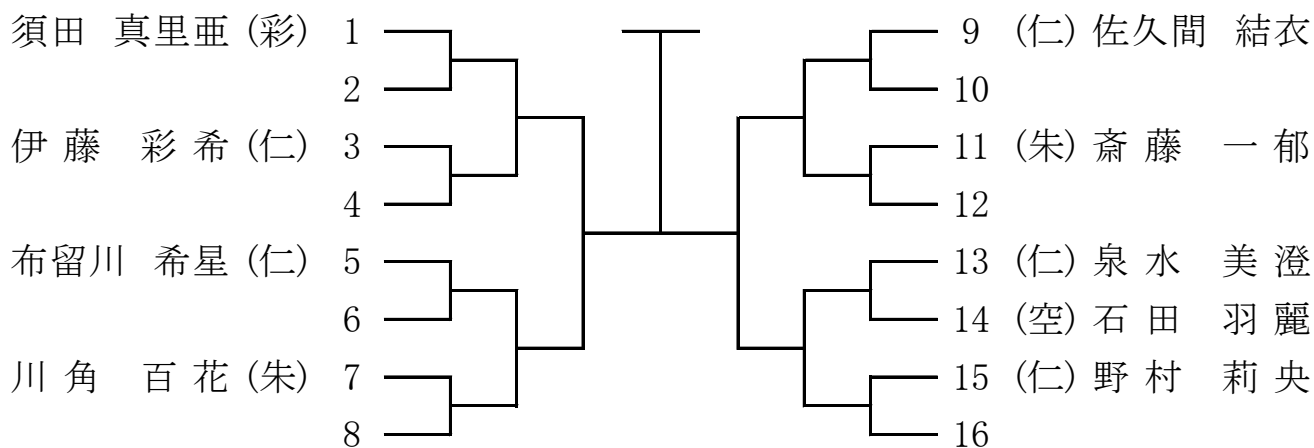 須田 真里亜 (彩) 1
2
伊藤 彩希 (仁) 3
4
布留川 希星 (仁) 5
6
川角 百花 (朱) 7
8
9 (仁) 佐久間 結衣
10
11 (朱) 斎藤 一郁
12
13 (仁) 泉水 美澄
14 (空) 石田 羽麗
15 (仁) 野村 莉央
16